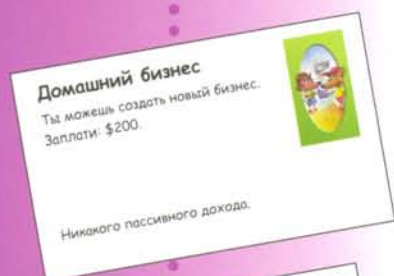 Домашний бизнес
Ты можешь создать новый бизнес.
Заплати: $200.
Никакого пассивного дохода.